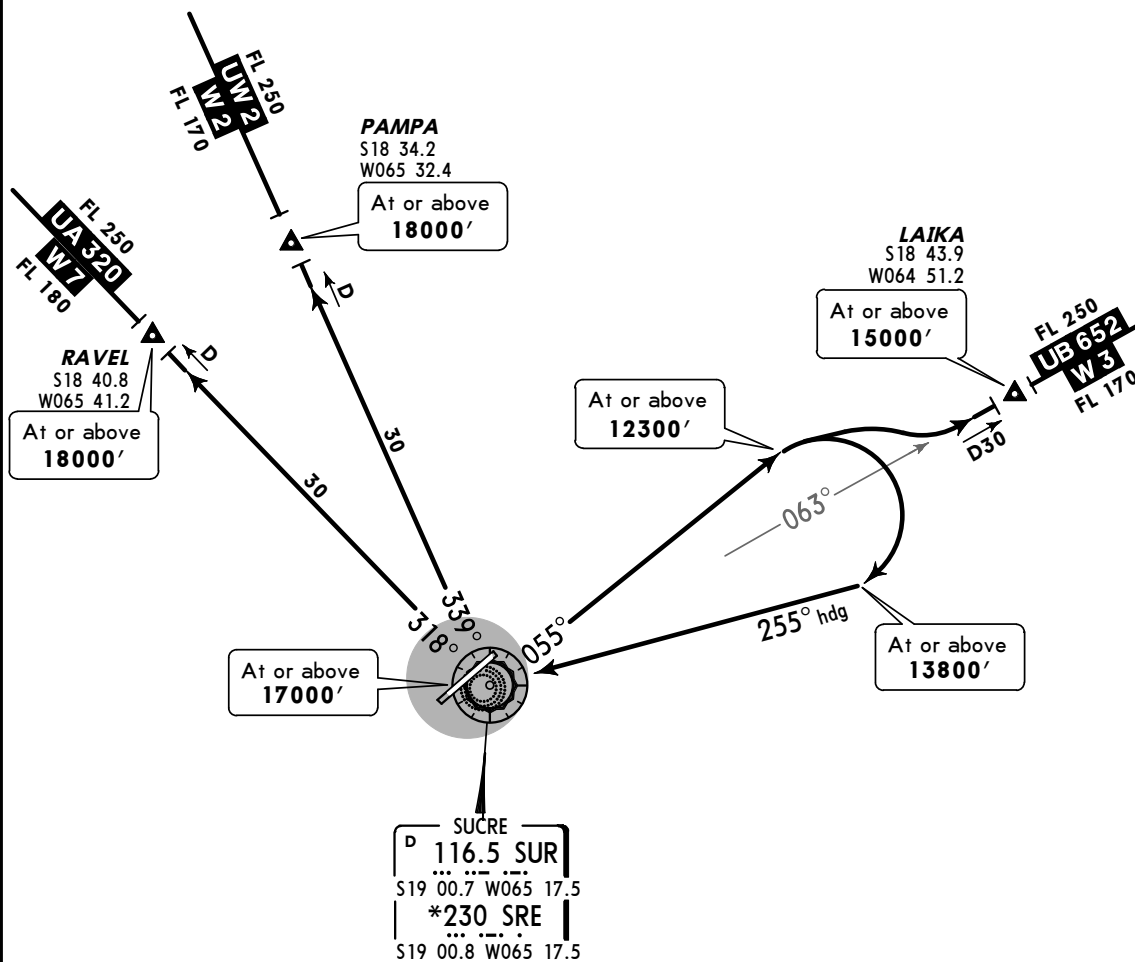 FL 250
UW 2
W 2
FL 170
PAMPA
S18 34.2
W065 32.4
At or above
18000′
FL 250
UA 320
W 7
FL 180
RAVEL
S18 40.8
W065 41.2
At or above
18000′
D
D
30
30
LAIKA
S18 43.9
W064 51.2
At or above
15000′
FL 250
UB 652
W 3
FL 170
D30
At or above
12300′
063°
339°
318°
055°
255° hdg
At or above
13800′
At or above
17000′
SUCRE
D 116.5 SUR
S19 00.7 W065 17.5
*230 SRE
S19 00.8 W065 17.5